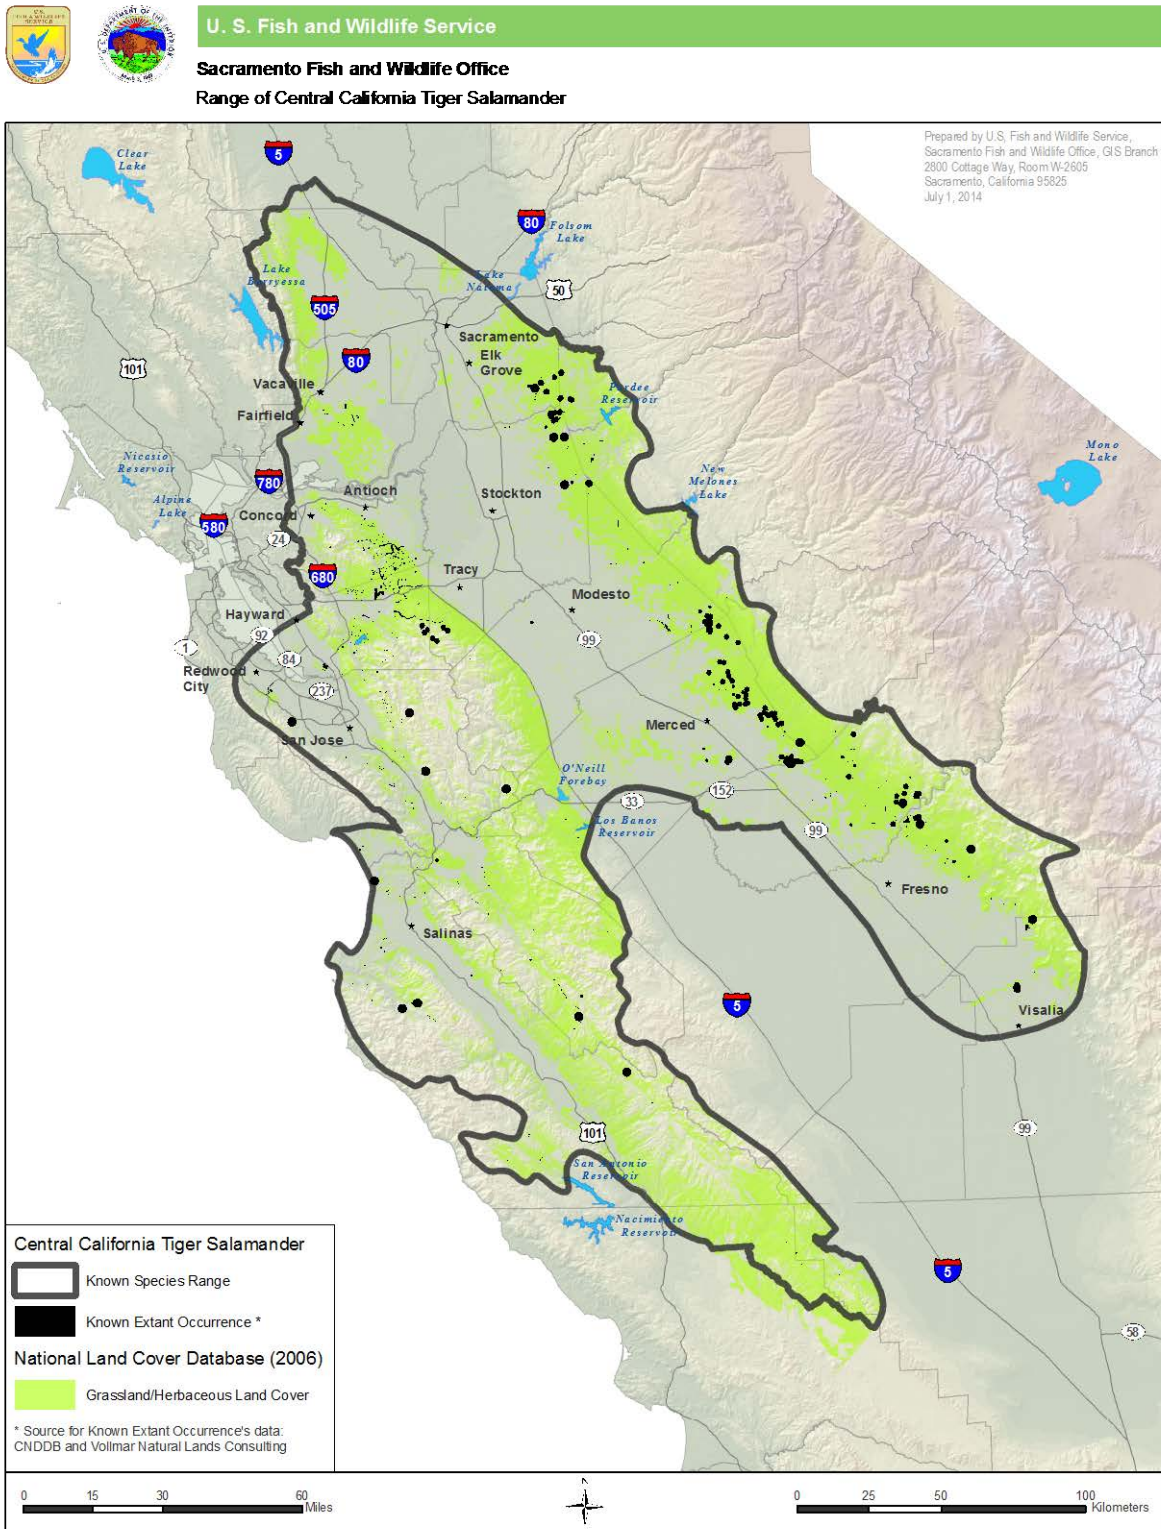 U. S. Fish and Wildlife Service
Sacramento Fish and Wildlife Office
Range of Central California Tiger Salamander
Prepared by U.S. Fish and Wildlife Service,
Sacramento Fish and Wildlife Office, GIS Branch
2800 Cottage Way, Room W-2605
Sacramento, California 95825
July 1, 2014
Clear
Lake
5
80
Folsom
Lake
Lake
Berryessa
Lake
Natoma
50
505
Sacramento
Elk
Grove
80
101
Vacaville
Fairfield
Pardee
Reservoir
Mono
Lake
Nicasio
Reservoir
780
New
Melones
Lake
Antioch
Stockton
Alpine
Lake
580
Concord
24
680
Tracy
Modesto
Hayward
92
99
1
84
Redwood
City
237
Merced
San Jose
O'Neill
Forebay
152
33
Los Banos
Reservoir
99
Fresno
Salinas
5
Visalia
99
101
San Antonio
Reservoir
Nacimiento
Reservoir
5
58
Central California Tiger Salamander
Known Species Range
Known Extant Occurrence *
National Land Cover Database (2006)
Grassland/Herbaceous Land Cover
* Source for Known Extant Occurrence's data:
CNDDB and Vollmar Natural Lands Consulting
0 15 30 60
Miles
0 25 50 100
Kilometers